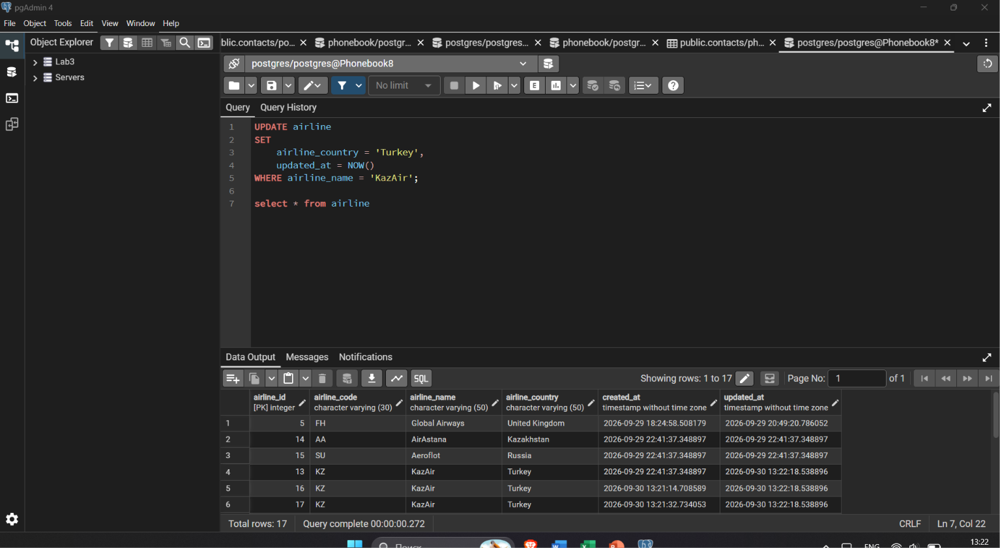 pgAdmin 4
File Object Tools Edit View Window Help
Object Explorer
blic.contacts/po... phonebook/postgr... postgres/postgres... phonebook/postgr... public.contacts/ph... postgres/postgres@Phonebook8*
Lab3
Servers
postgres/postgres@Phonebook8
No limit
E
Query Query History
1 UPDATE airline
2 SET
3 airline_country = 'Turkey',
4 updated_at = NOW()
5 WHERE airline_name = 'KazAir';
6
7 select * from airline
Data Output Messages Notifications
SQL Showing rows: 1 to 17 Page No: 1 of 1
airline_id airline_code airline_name airline_country created_at updated_at
[PK] integer character varying (30) character varying (50) character varying (50) timestamp without time zone timestamp without time zone
1 5 FH Global Airways United Kingdom 2026-09-29 18:24:58.508179 2026-09-29 20:49:20.786052
2 14 AA AirAstana Kazakhstan 2026-09-29 22:41:37.348897 2026-09-29 22:41:37.348897
3 15 SU Aeroflot Russia 2026-09-29 22:41:37.348897 2026-09-29 22:41:37.348897
4 13 KZ KazAir Turkey 2026-09-29 22:41:37.348897 2026-09-30 13:22:18.538896
5 16 KZ KazAir Turkey 2026-09-30 13:21:14.708589 2026-09-30 13:22:18.538896
6 17 KZ KazAir Turkey 2026-09-30 13:21:32.734053 2026-09-30 13:22:18.538896
Total rows: 17 Query complete 00:00:00.272 CRLF Ln 7, Col 22
Поиск ENG 13:22